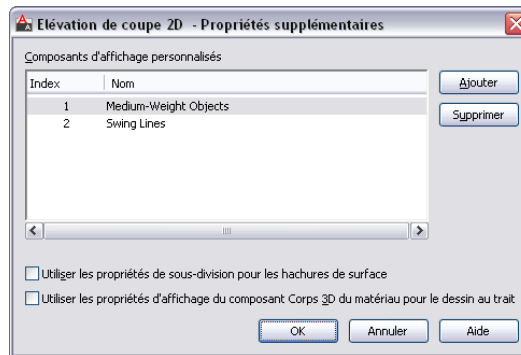 Elévation de coupe 2D - Propriétés supplémentaires
Composants d'affichage personnalisés
Index Nom
1 Medium-Weight Objects
2 Swing Lines
Ajouter
Supprimer
Utiliser les propriétés de sous-division pour les hachures de surface
Utiliser les propriétés d'affichage du composant Corps 3D du matériau pour le dessin au trait
OK Annuler Aide